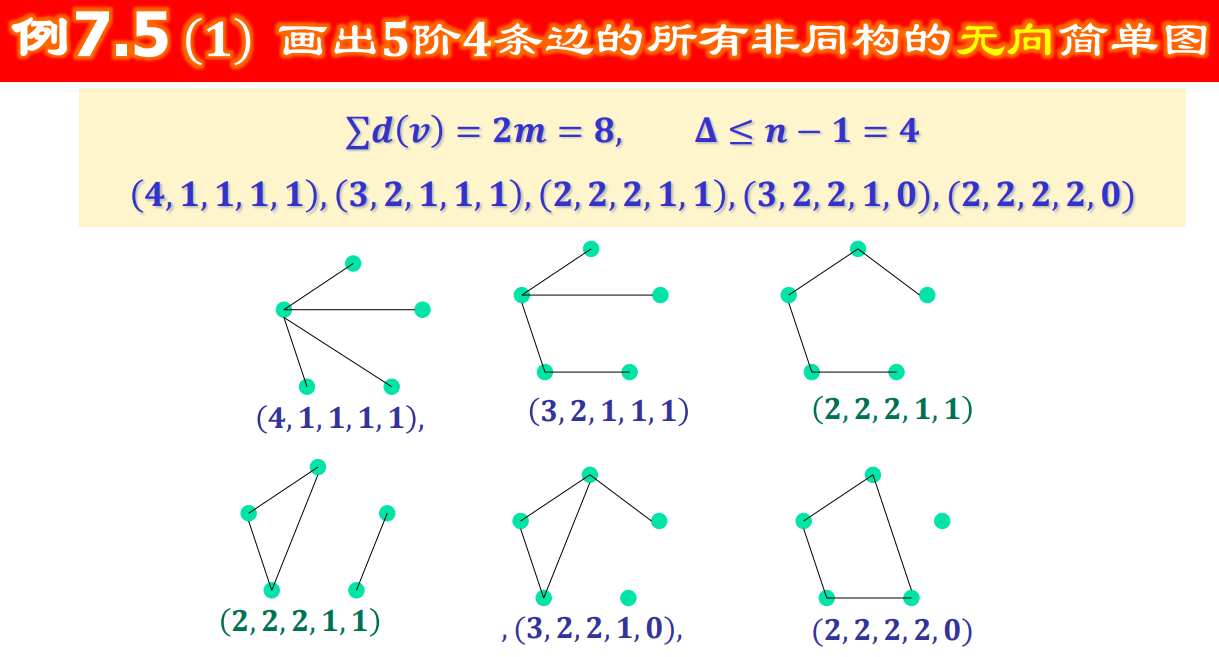 例7.5(1) 画出5阶4条边的所有非同构的无向简单图
∑d(v) = 2m = 8, Δ ≤ n − 1 = 4
(4, 1, 1, 1, 1), (3, 2, 1, 1, 1), (2, 2, 2, 1, 1), (3, 2, 2, 1, 0), (2, 2, 2, 2, 0)
(4, 1, 1, 1, 1),
(3, 2, 1, 1, 1)
(2, 2, 2, 1, 1)
(2, 2, 2, 1, 1)
, (3, 2, 2, 1, 0),
(2, 2, 2, 2, 0)